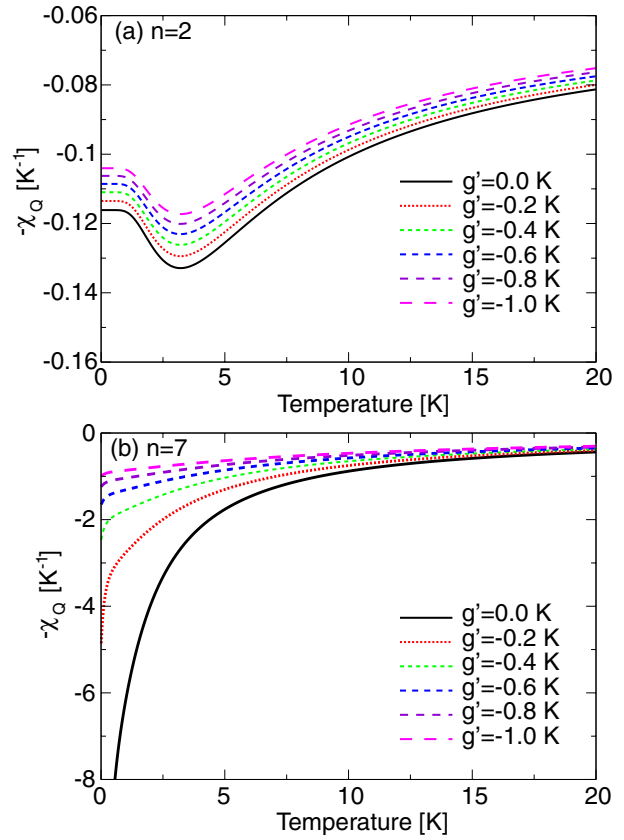 (a) n=2
-0.06
-0.08
-0.1
-0.12
-0.14
-0.16
-χ_Q [K⁻¹]
g'=0.0 K
g'=-0.2 K
g'=-0.4 K
g'=-0.6 K
g'=-0.8 K
g'=-1.0 K
0 5 10 15 20
Temperature [K]
(b) n=7
0
-2
-4
-6
-8
-χ_Q [K⁻¹]
g'=0.0 K
g'=-0.2 K
g'=-0.4 K
g'=-0.6 K
g'=-0.8 K
g'=-1.0 K
0 5 10 15 20
Temperature [K]